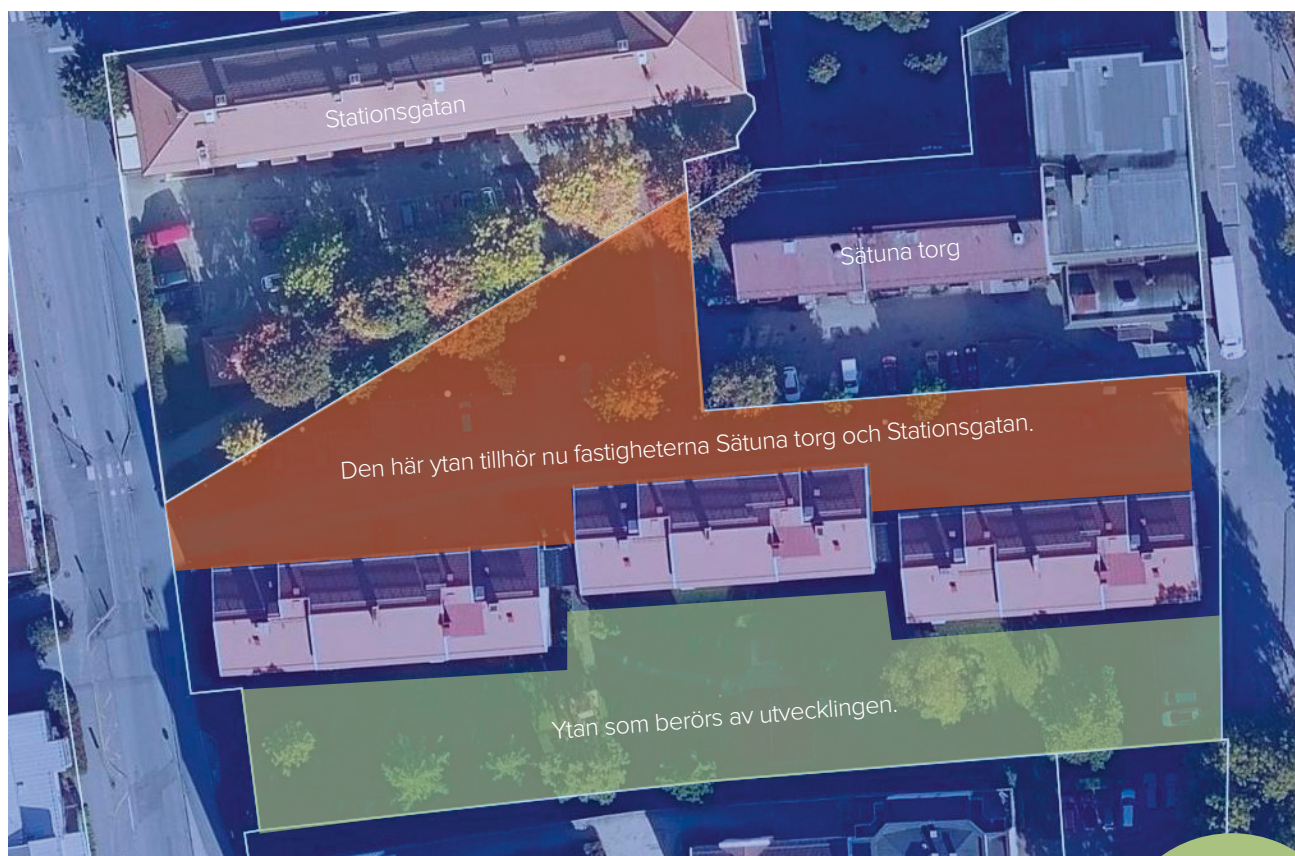 Stationsgatan
Sätuna torg
Den här ytan tillhör nu fastigheterna Sätuna torg och Stationsgatan.
Ytan som berörs av utvecklingen.